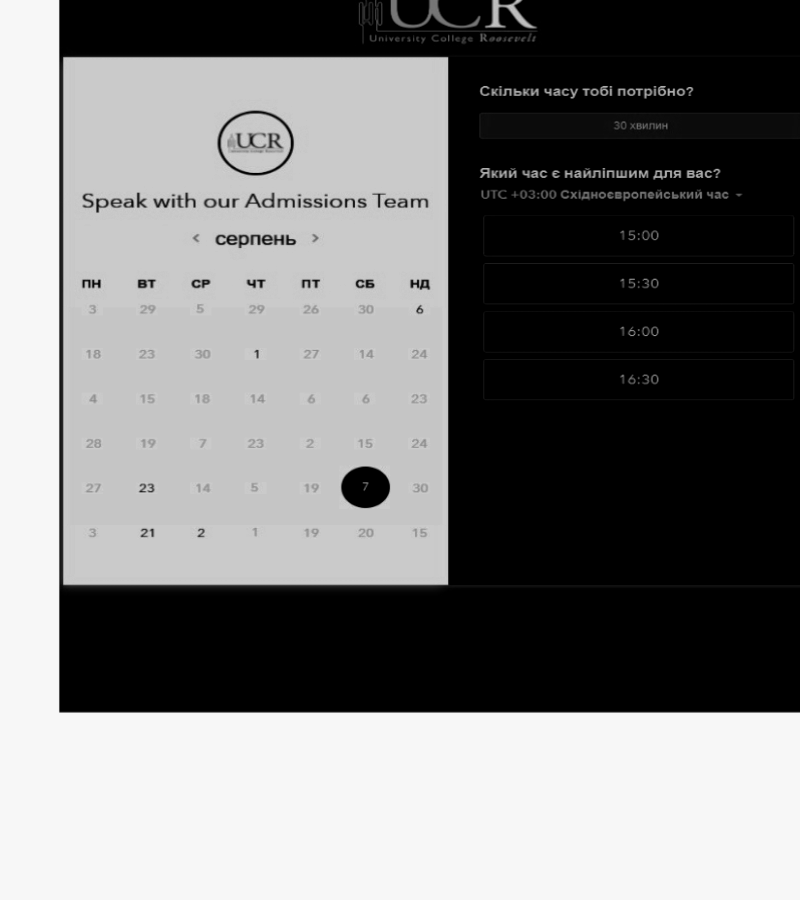 UCR
University College Roosevelt
UCR
Speak with our Admissions Team
< серпень >
ПН ВТ СР ЧТ ПТ СБ НД
3 29 5 29 26 30 6
18 23 30 1 27 14 24
4 15 18 14 6 6 23
28 19 7 23 2 15 24
27 23 14 5 19 7 30
3 21 2 1 19 20 15
Скільки часу тобі потрібно?
30 хвилин
Який час є найліпшим для вас?
UTC +03:00 Східноєвропейський час
15:00
15:30
16:00
16:30